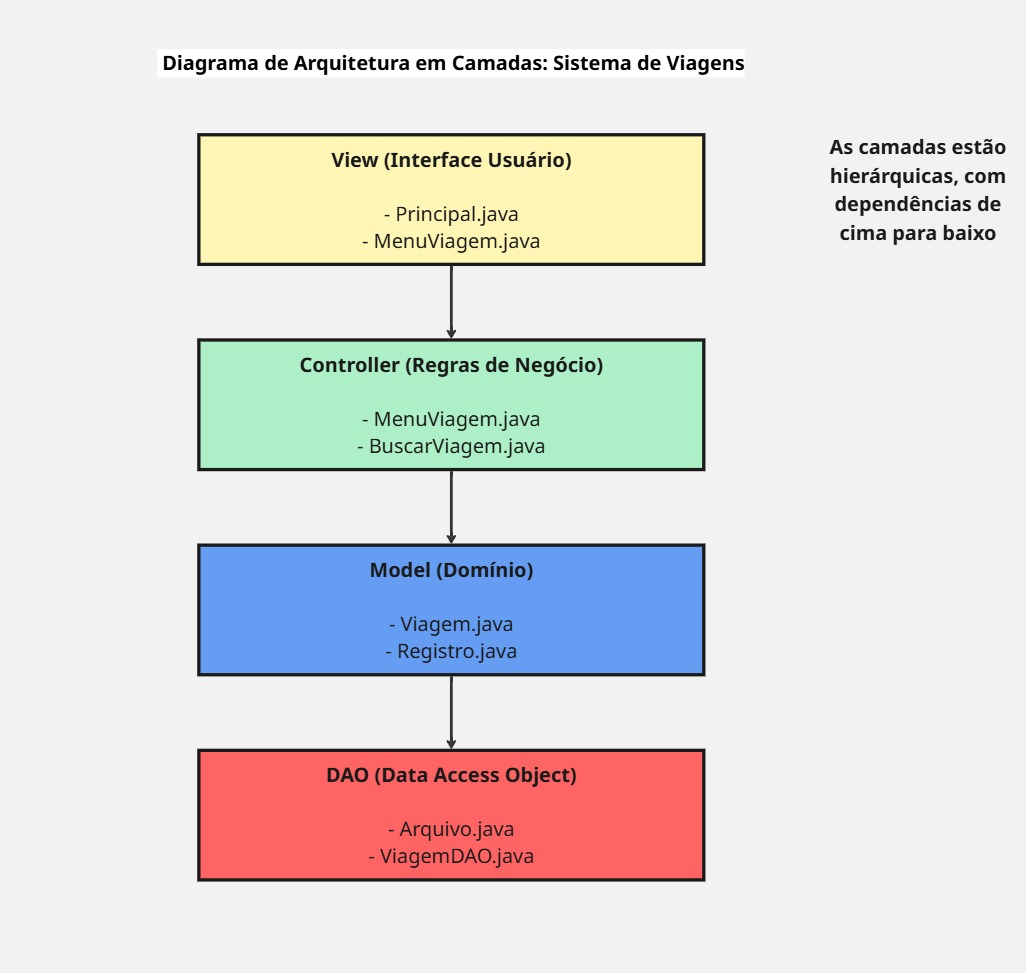 Diagrama de Arquitetura em Camadas: Sistema de Viagens
View (Interface Usuário)
- Principal.java
- MenuViagem.java
As camadas estão
hierárquicas, com
dependências de
cima para baixo
Controller (Regras de Negócio)
- MenuViagem.java
- BuscarViagem.java
Model (Domínio)
- Viagem.java
- Registro.java
DAO (Data Access Object)
- Arquivo.java
- ViagemDAO.java